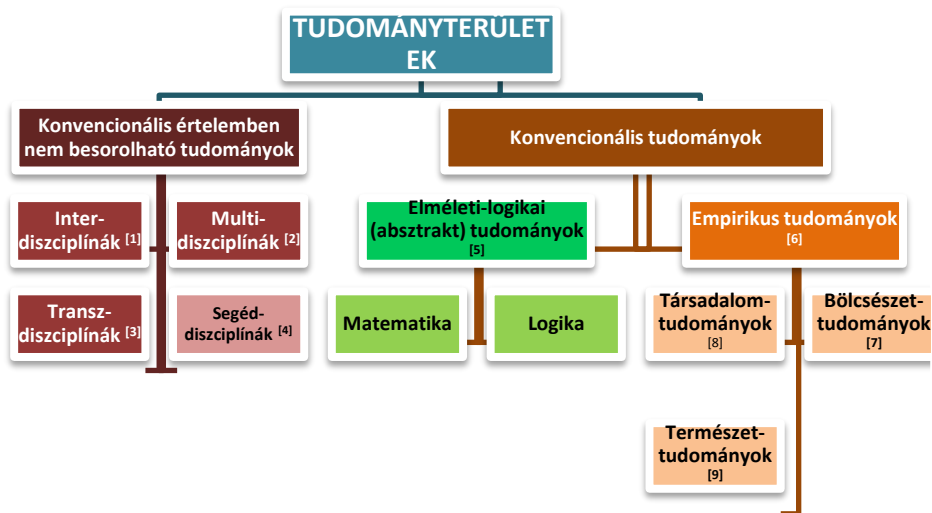 TUDOMÁNYTERÜLET
EK
Konvencionális értelemben
nem besorolható tudományok
Konvencionális tudományok
Inter-
diszciplínák [1]
Multi-
diszciplínák [2]
Transz-
diszciplínák [3]
Segéd-
diszciplínák [4]
Elméleti-logikai
(absztrakt) tudományok
[5]
Empirikus tudományok
[6]
Matematika
Logika
Társadalom-
tudományok
[8]
Bölcsészet-
tudományok
[7]
Természet-
tudományok
[9]